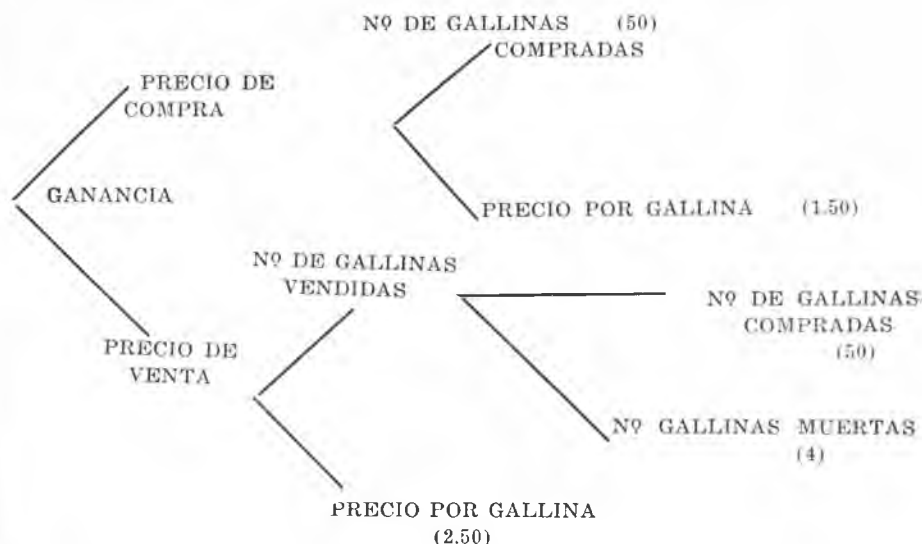 Nº DE GALLINAS (50)
COMPRADAS
PRECIO DE
COMPRA
GANANCIA
PRECIO POR GALLINA (1.50)
Nº DE GALLINAS
VENDIDAS
Nº DE GALLINAS
COMPRADAS
(50)
PRECIO DE
VENTA
Nº GALLINAS MUERTAS
(4)
PRECIO POR GALLINA
(2.50)